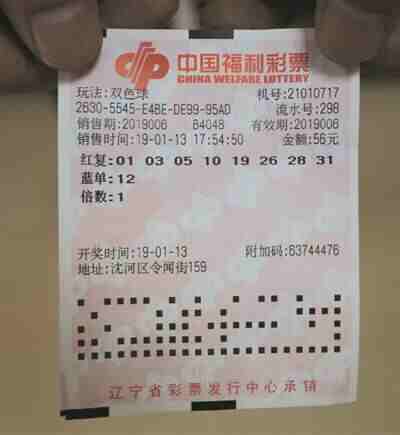 中国福利彩票
CHINA WELFARE LOTTERY
玩法:双色球 机号:21010717
2630-5545-E4BE-DE99-95AD 流水号:298
销售期:2019006 84048 有效期:2019006
销售时间:19-01-13 17:54:50 金额:56元
红复:01 03 05 10 19 26 28 31
蓝单:12
倍数:1
开奖时间:19-01-13 附加码:63744476
地址:沈河区令闻街159
辽宁省彩票发行中心承销